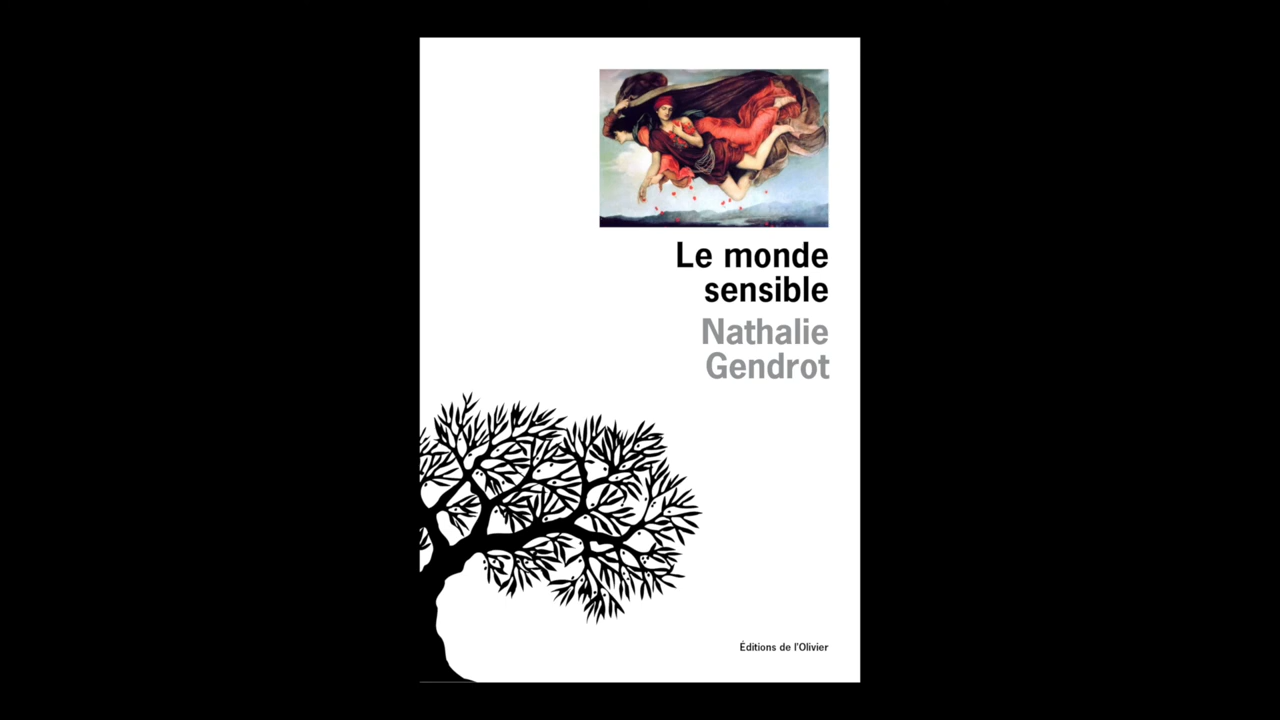 Le monde
sensible
Nathalie
Gendrot
Éditions de l'Olivier